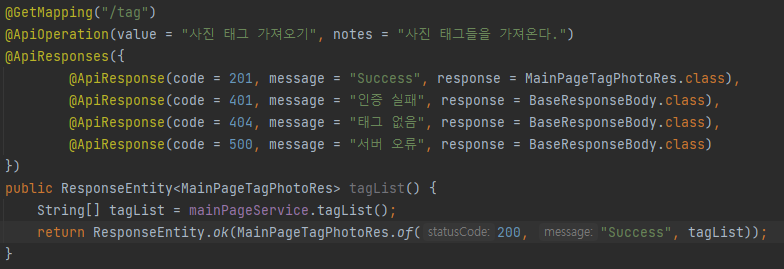 @GetMapping("/tag")
@ApiOperation(value = "사진 태그 가져오기", notes = "사진 태그들을 가져온다.")
@ApiResponses({
        @ApiResponse(code = 201, message = "Success", response = MainPageTagPhotoRes.class),
        @ApiResponse(code = 401, message = "인증 실패", response = BaseResponseBody.class),
        @ApiResponse(code = 404, message = "태그 없음", response = BaseResponseBody.class),
        @ApiResponse(code = 500, message = "서버 오류", response = BaseResponseBody.class)
})
public ResponseEntity<MainPageTagPhotoRes> tagList() {
    String[] tagList = mainPageService.tagList();
    return ResponseEntity.ok(MainPageTagPhotoRes.of( statusCode: 200, message: "Success", tagList));
}